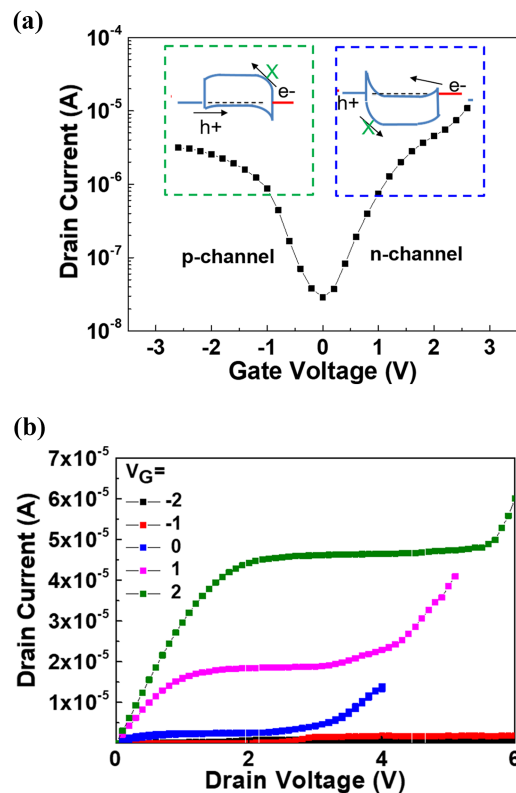 (a)
Drain Current (A)
10-4
10-5
10-6
10-7
10-8
X
e-
h+
e-
h+
X
p-channel
n-channel
-3 -2 -1 0 1 2 3
Gate Voltage (V)
(b)
Drain Current (A)
7x10-5
6x10-5
5x10-5
4x10-5
3x10-5
2x10-5
1x10-5
VG=
-2
-1
0
1
2
0 2 4 6
Drain Voltage (V)